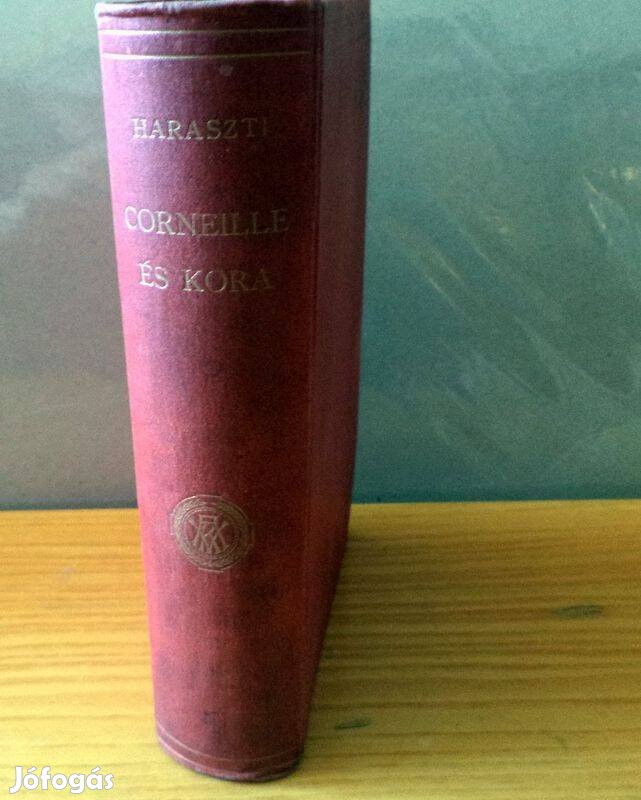 HARASZTI
CORNEILLE
ÉS KORA
Jófogás